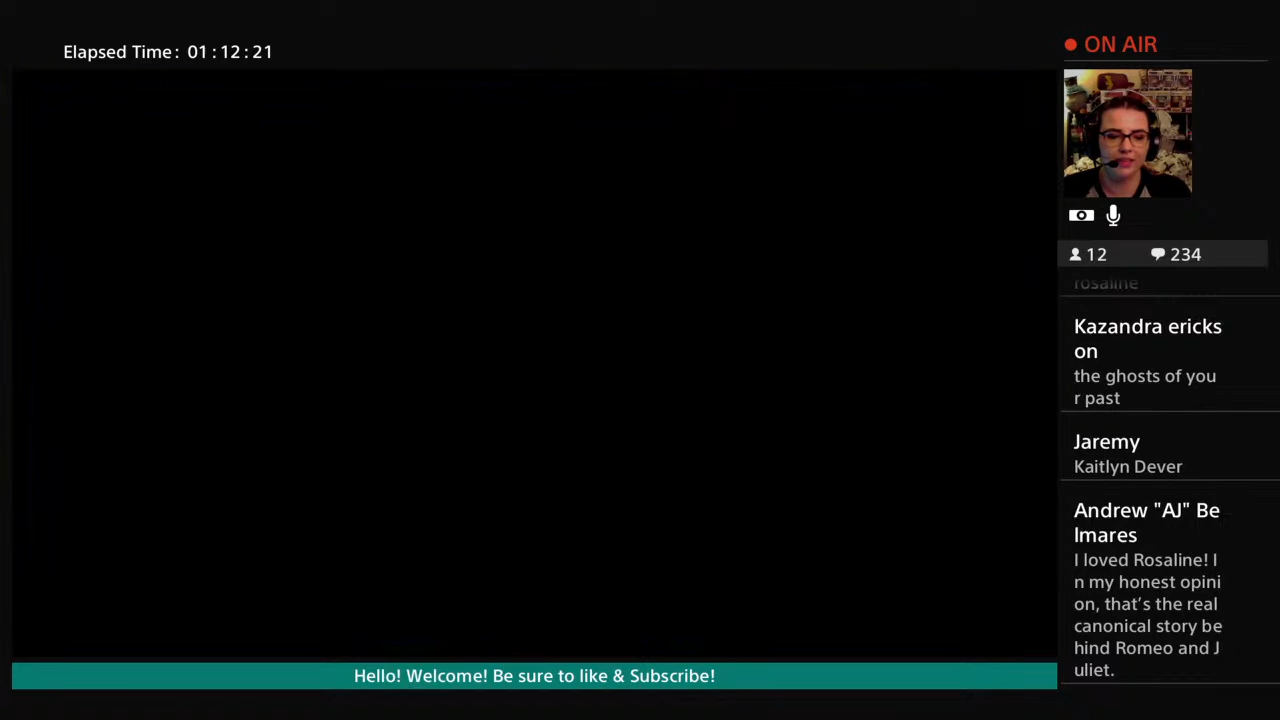 Elapsed Time: 01:12:21
ON AIR
12 234
rosaline
Kazandra ericks
on
the ghosts of you
r past
Jaremy
Kaitlyn Dever
Andrew "AJ" Be
lmares
I loved Rosaline! I
n my honest opini
on, that's the real
canonical story be
hind Romeo and J
uliet.
Hello! Welcome! Be sure to like & Subscribe!